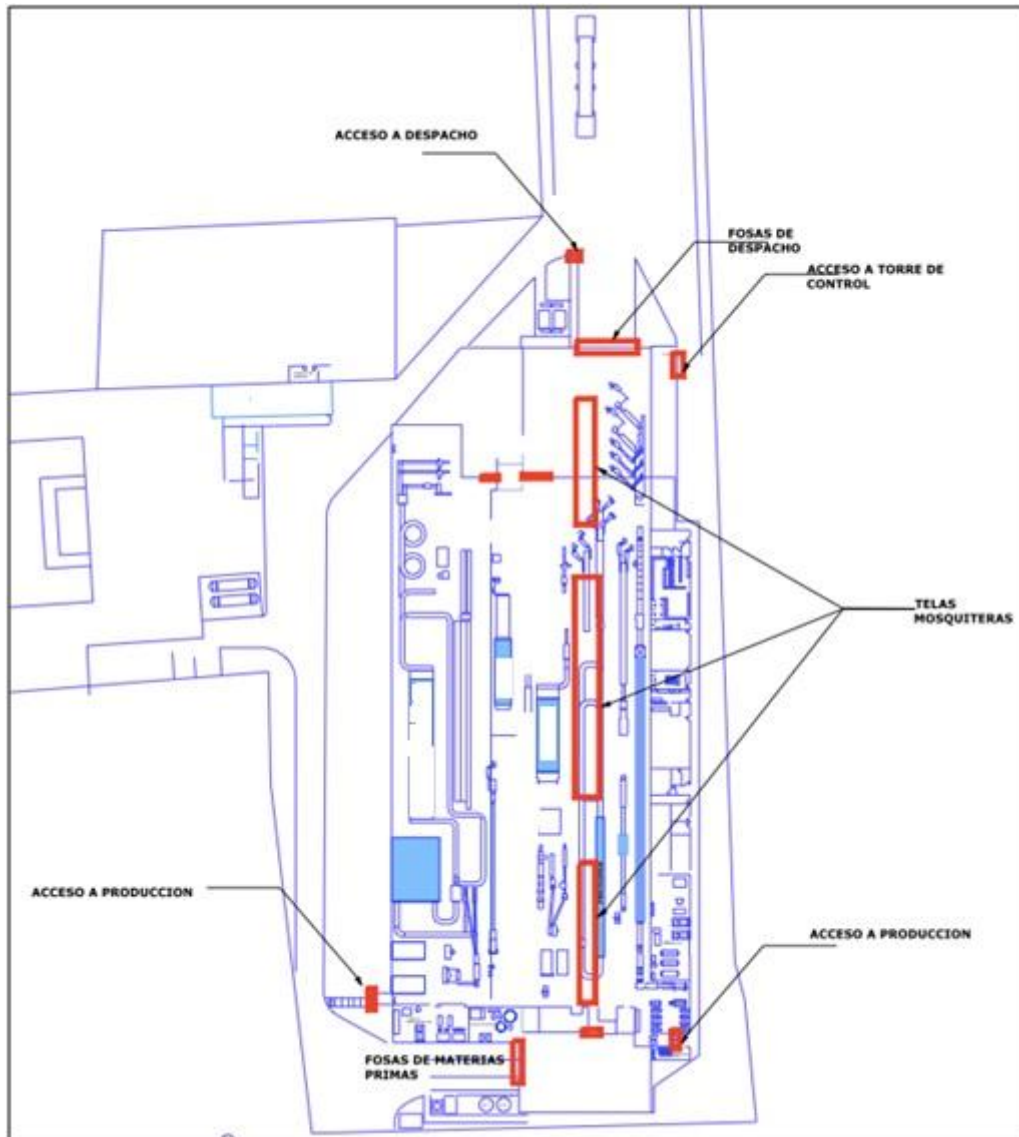 ACCESO A DESPACHO
FOSAS DE
DESPACHO
ACCESO A TORRE DE
CONTROL
TELAS
MOSQUITERAS
ACCESO A PRODUCCION
ACCESO A PRODUCCION
FOSAS DE MATERIAS
PRIMAS